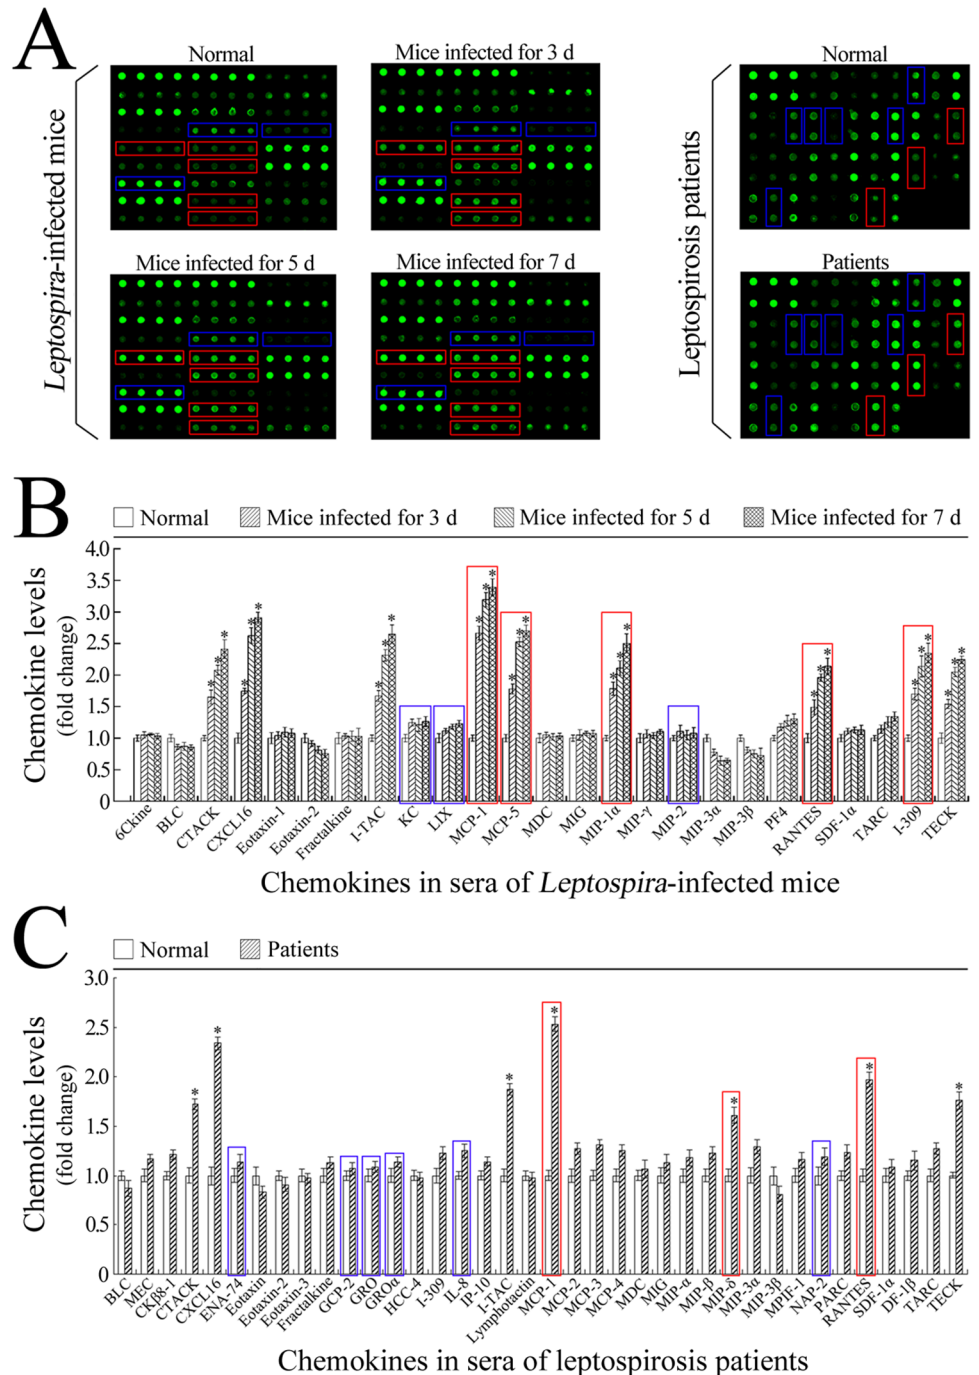 A
Normal
Mice infected for 3 d
Normal
Leptospira-infected mice
Leptospirosis patients
Mice infected for 5 d
Mice infected for 7 d
Patients
B
Normal
Mice infected for 3 d
Mice infected for 5 d
Mice infected for 7 d
Chemokine levels
(fold change)
4.0
3.5
3.0
2.5
2.0
1.5
1.0
0.5
0
* * * * * * * * * * * * * * * * * * * * * * * * * * *
6Ckine
BLC
CTACK
CXCL16
Eotaxin-1
Eotaxin-2
Fractalkine
I-TAC
KC
LIX
MCP-1
MCP-5
MDC
MIG
MIP-1α
MIP-γ
MIP-2
MIP-3α
MIP-3β
PF4
RANTES
SDF-1α
TARC
I-309
TECK
Chemokines in sera of Leptospira-infected mice
C
Normal
Patients
Chemokine levels
(fold change)
3.0
2.5
2.0
1.5
1.0
0.5
0
* * * * * * *
BLC
MEC
CKβ8-1
CTACK
CXCL16
ENA-74
Eotaxin
Eotaxin-2
Eotaxin-3
Fractalkine
GCP-2
GRO
GROα
HCC-4
I-309
IL-8
IP-10
I-TAC
Lymphotactin
MCP-1
MCP-2
MCP-3
MCP-4
MDC
MIG
MIP-α
MIP-β
MIP-δ
MIP-3α
MIP-3β
MPIF-1
NAP-2
PARC
RANTES
SDF-1α
DF-1β
TARC
TECK
Chemokines in sera of leptospirosis patients